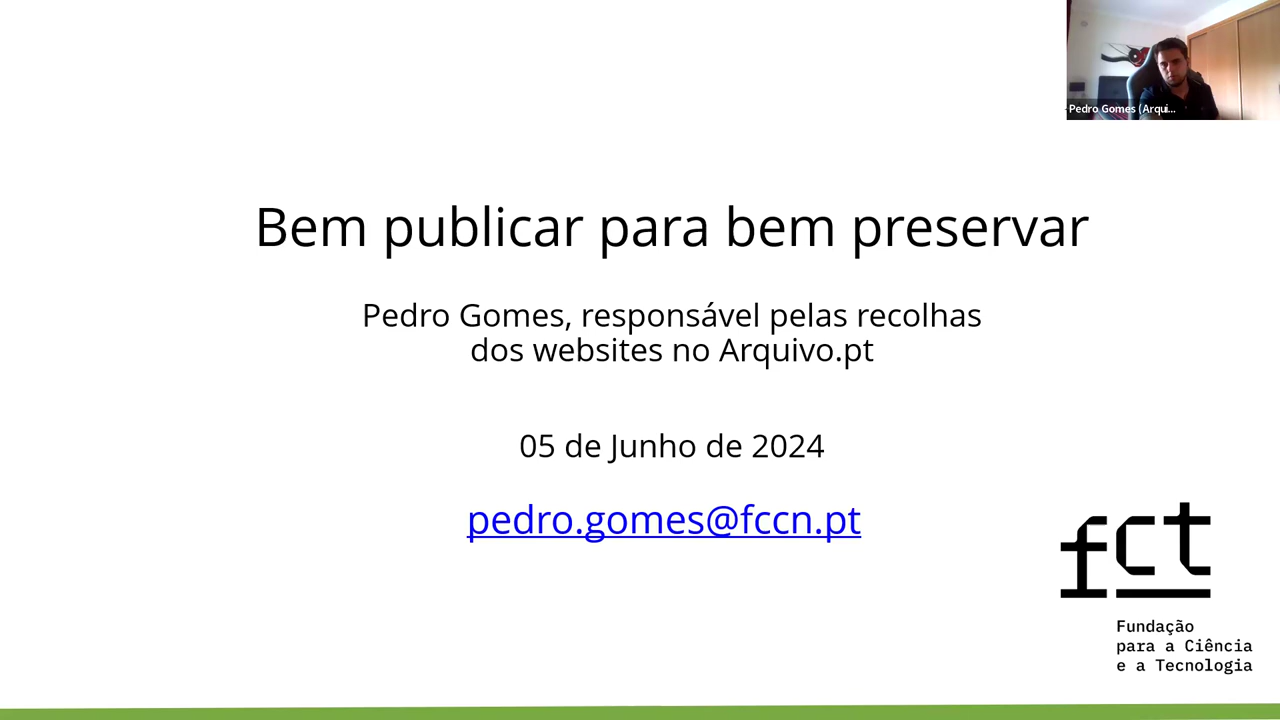 Pedro Gomes (Arqui...
Bem publicar para bem preservar
Pedro Gomes, responsável pelas recolhas
dos websites no Arquivo.pt
05 de Junho de 2024
pedro.gomes@fccn.pt
fct
Fundação
para a Ciência
e a Tecnologia